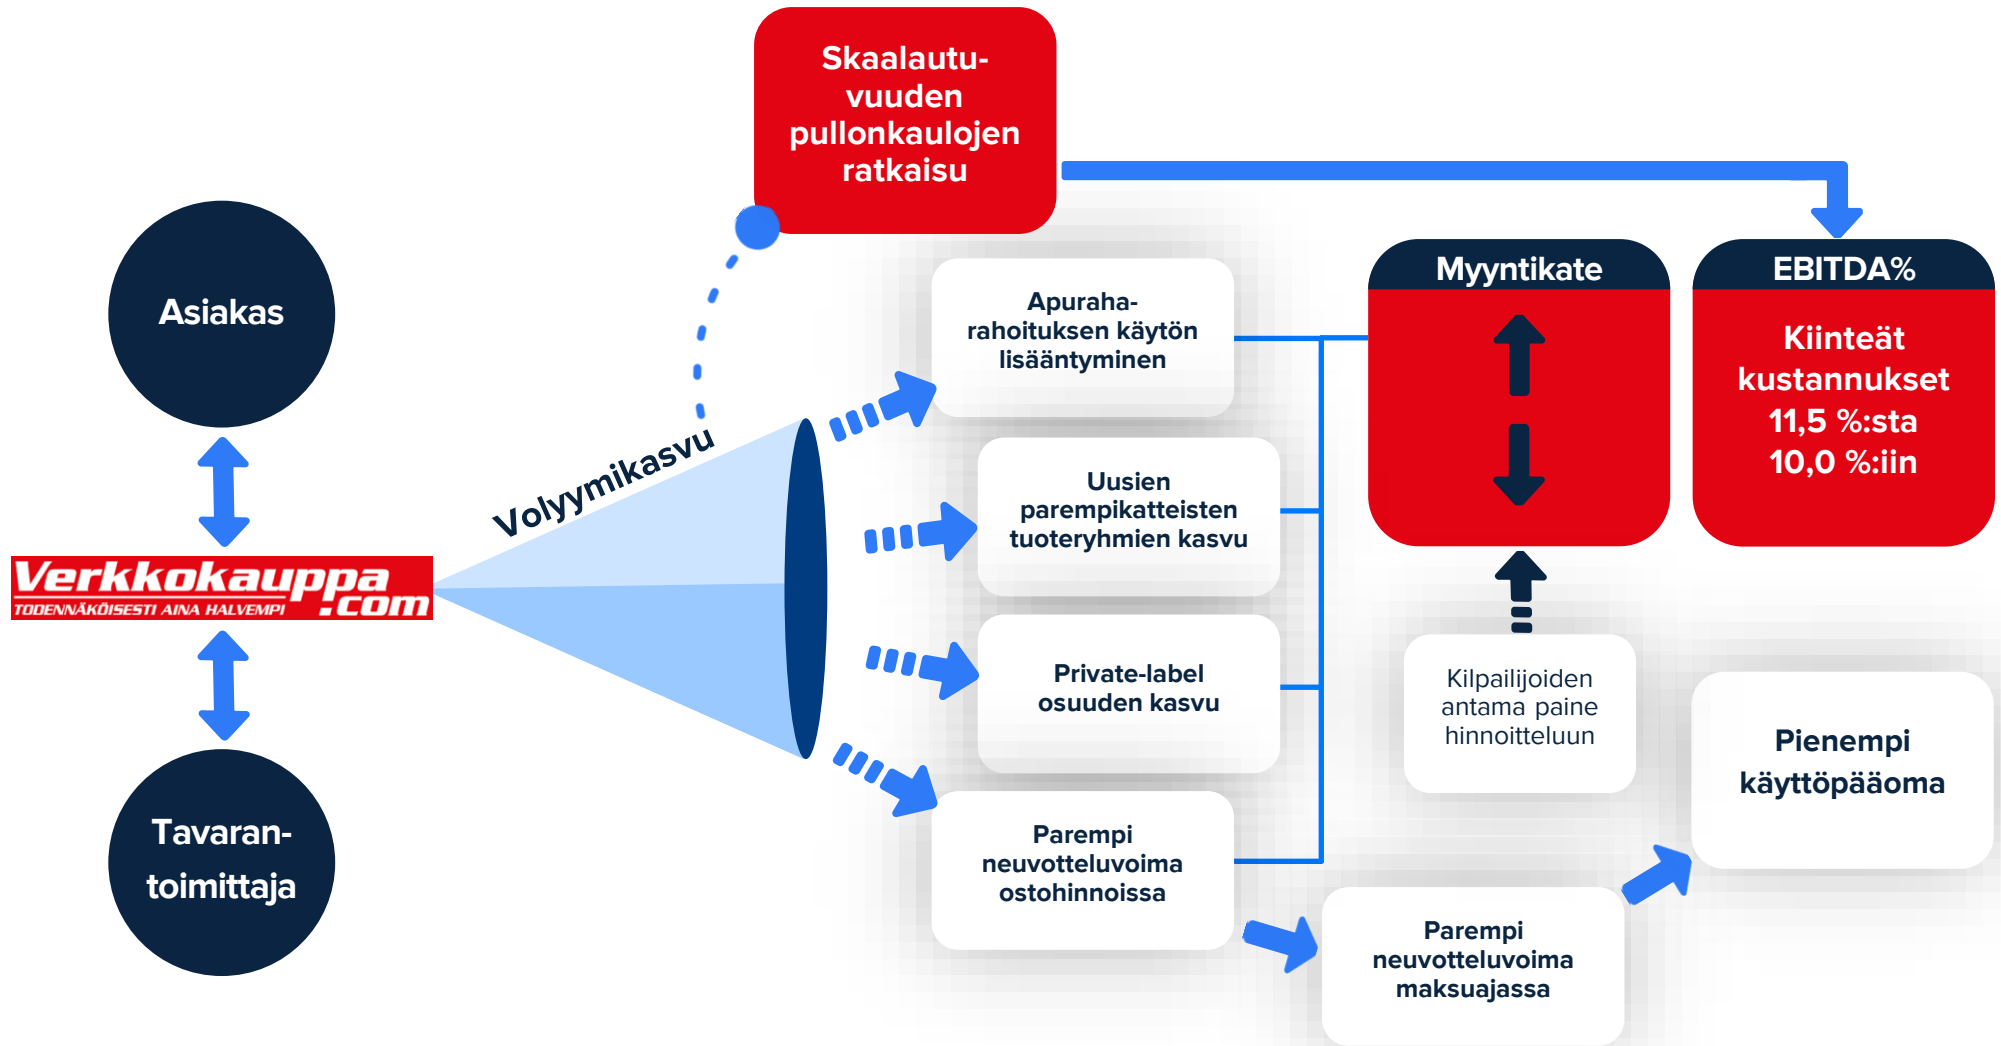 Skaalautu-
vuuden
pullonkaulojen
ratkaisu
Asiakas
Verkkokauppa
.com
TODENNÄKÖISESTI AINA HALVEMPI
Tavaran-
toimittaja
Volyymikasvu
Apuraha-
rahoituksen käytön
lisääntyminen
Uusien
parempikatteisten
tuoteryhmien kasvu
Private-label
osuuden kasvu
Parempi
neuvotteluvoima
ostohinnoissa
Myyntikate
EBITDA%
Kiinteät
kustannukset
11,5 %:sta
10,0 %:iin
Kilpailijoiden
antama paine
hinnoitteluun
Parempi
neuvotteluvoima
maksuajassa
Pienempi
käyttöpääoma